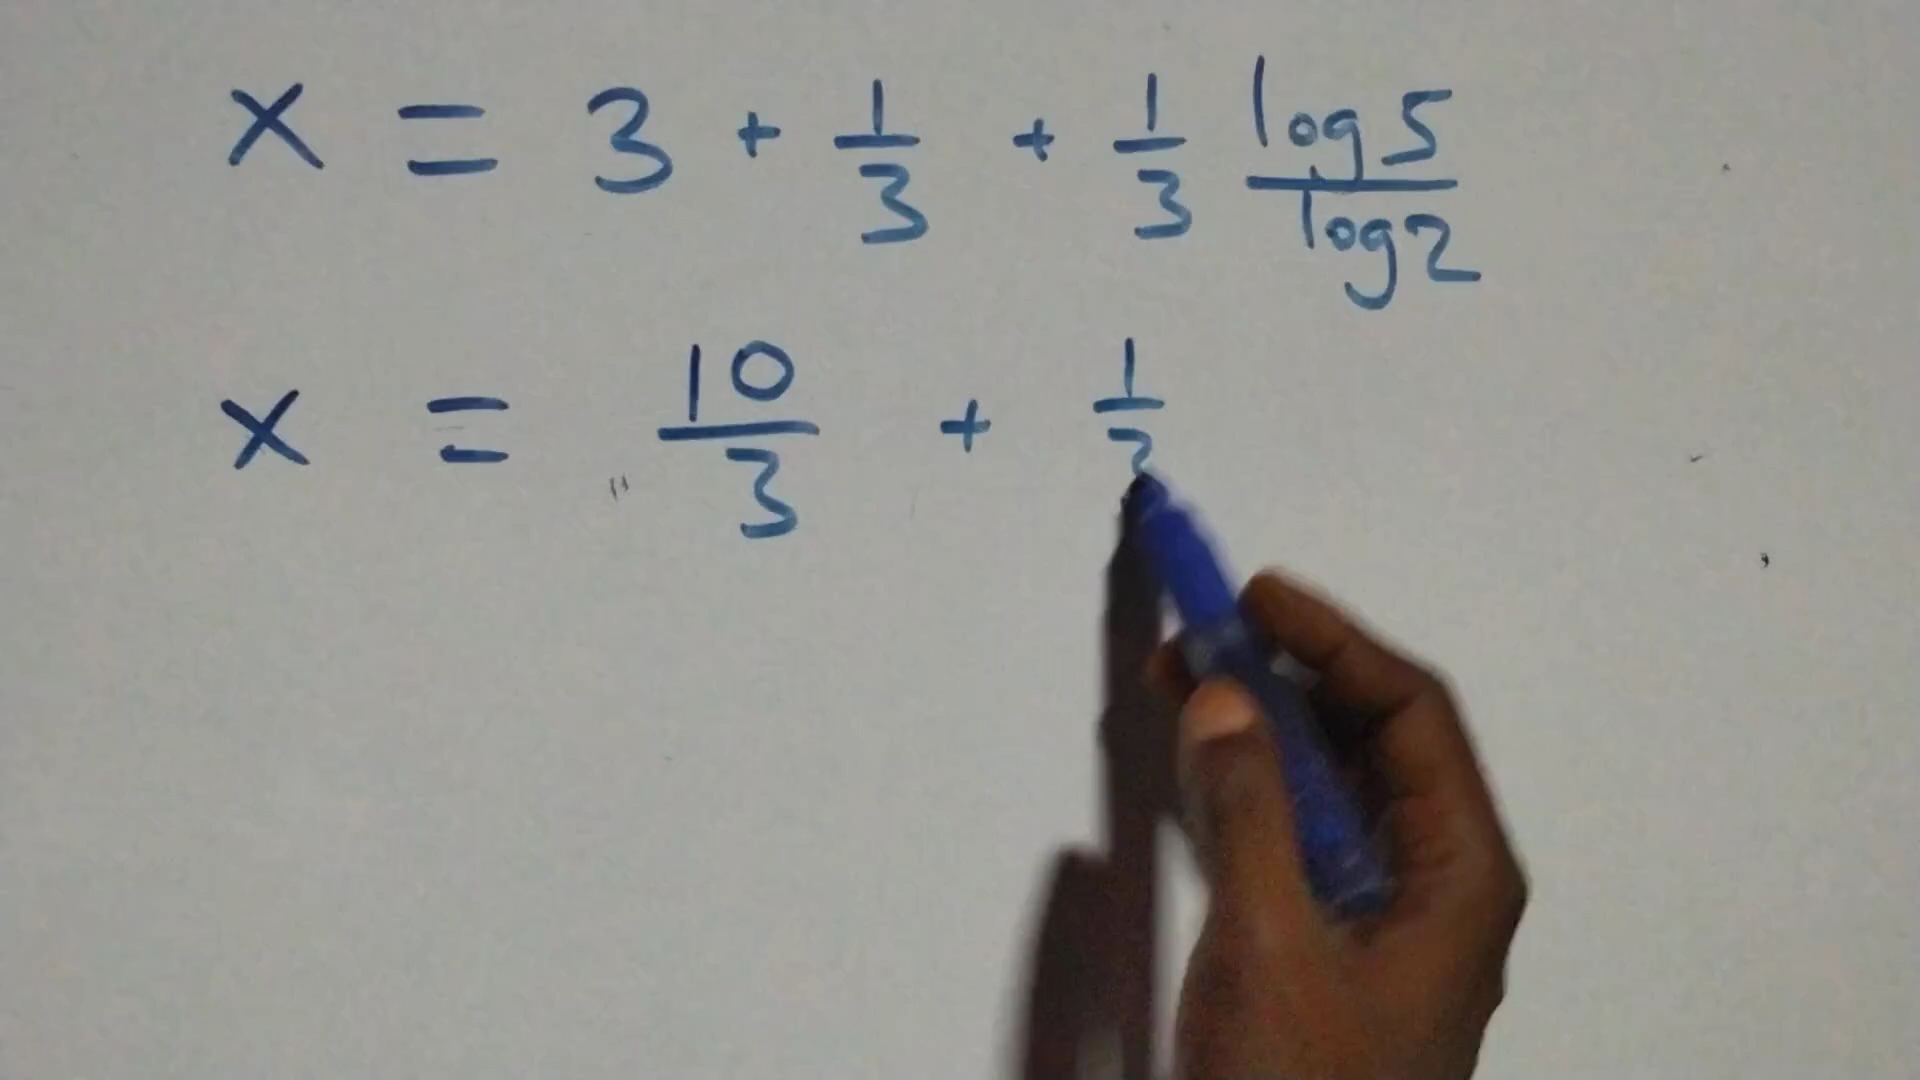 x = 3 + 1/3 + 1/3 log5/log2
x = 10/3 + 1/